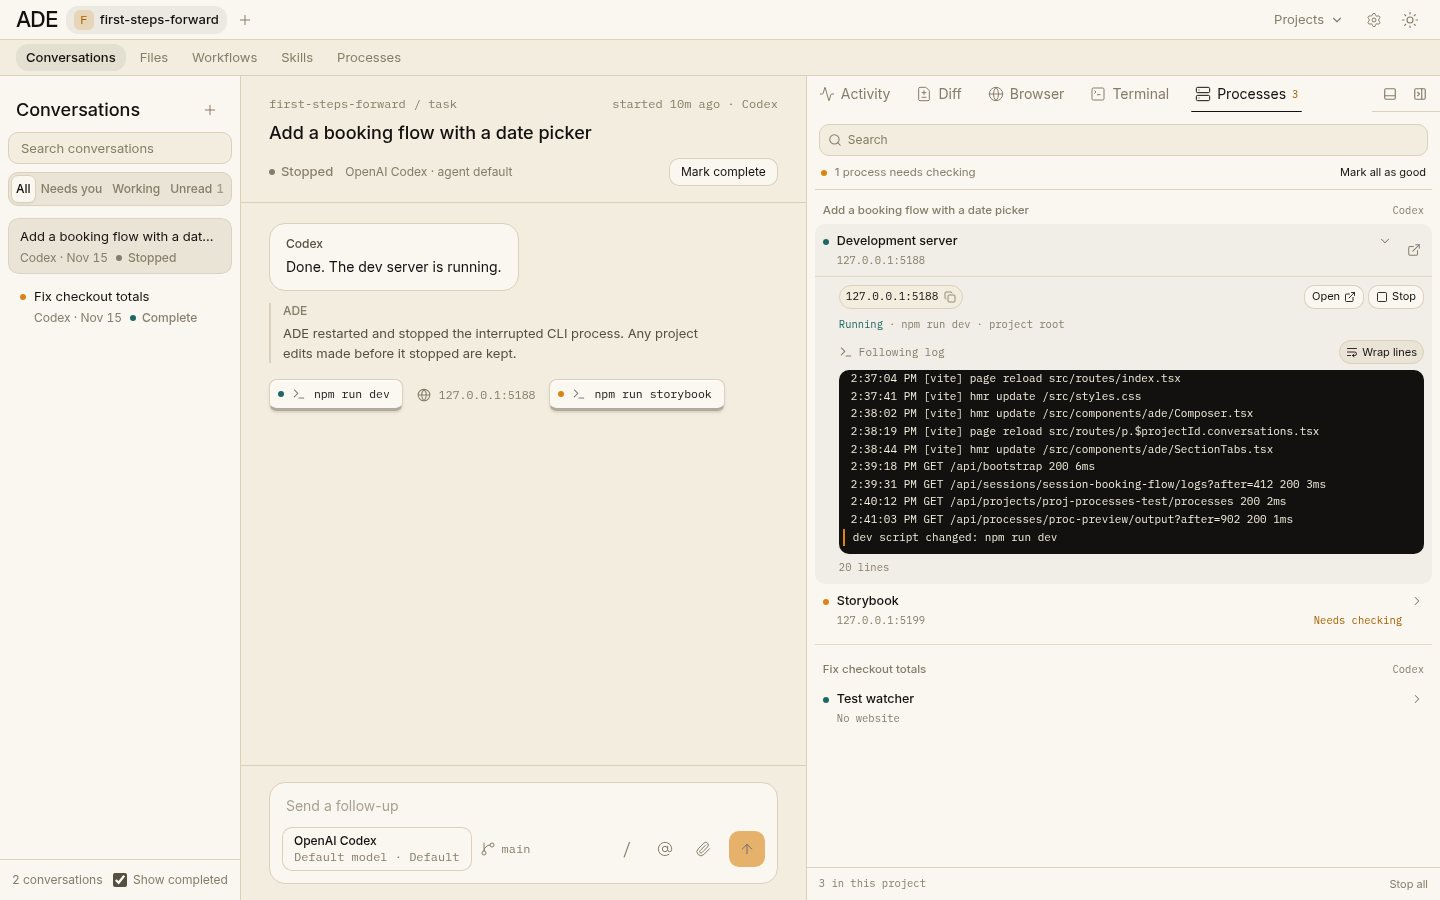 ADE
F first-steps-forward
Projects
Conversations Files Workflows Skills Processes
Conversations
Search conversations
All Needs you Working Unread 1
Add a booking flow with a dat...
Codex · Nov 15 Stopped
Fix checkout totals
Codex · Nov 15 Complete
2 conversations Show completed
first-steps-forward / task
started 10m ago · Codex
Add a booking flow with a date picker
Stopped OpenAI Codex · agent default
Mark complete
Codex
Done. The dev server is running.
ADE
ADE restarted and stopped the interrupted CLI process. Any project
edits made before it stopped are kept.
npm run dev 127.0.0.1:5188 npm run storybook
Send a follow-up
OpenAI Codex
Default model · Default
main
/ @
Activity Diff Browser Terminal Processes 3
Search
1 process needs checking
Mark all as good
Add a booking flow with a date picker
Codex
Development server
127.0.0.1:5188
127.0.0.1:5188
Open Stop
Running · npm run dev · project root
Following log
Wrap lines
2:37:04 PM [vite] page reload src/routes/index.tsx
2:37:41 PM [vite] hmr update /src/styles.css
2:38:02 PM [vite] hmr update /src/components/ade/Composer.tsx
2:38:19 PM [vite] page reload src/routes/p.$projectId.conversations.tsx
2:38:44 PM [vite] hmr update /src/components/ade/SectionTabs.tsx
2:39:18 PM GET /api/bootstrap 200 6ms
2:39:31 PM GET /api/sessions/session-booking-flow/logs?after=412 200 3ms
2:40:12 PM GET /api/projects/proj-processes-test/processes 200 2ms
2:41:03 PM GET /api/processes/proc-preview/output?after=902 200 1ms
dev script changed: npm run dev
20 lines
Storybook
127.0.0.1:5199
Needs checking
Fix checkout totals
Codex
Test watcher
No website
3 in this project
Stop all